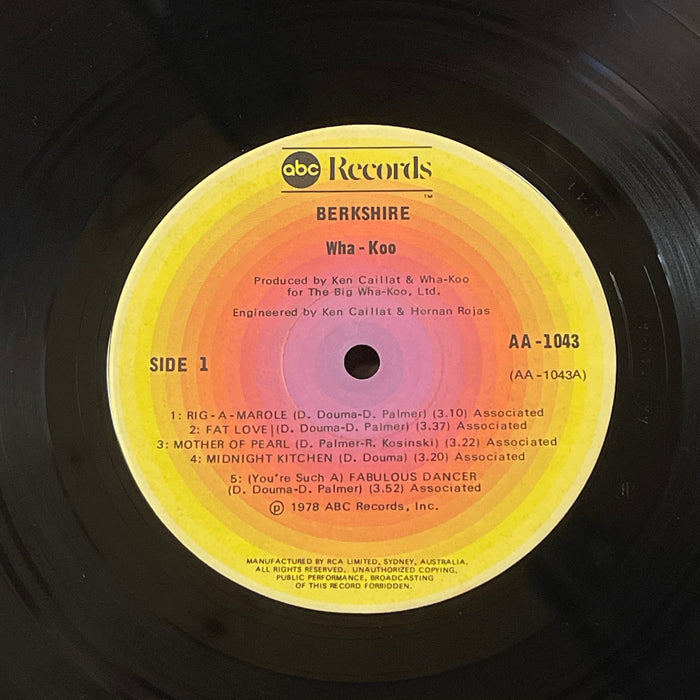 abc Records
TM
BERKSHIRE
Wha-Koo
Produced by Ken Caillat & Wha-Koo
for The Big Wha-Koo, Ltd.
Engineered by Ken Caillat & Hernan Rojas
SIDE 1
AA-1043
(AA-1043A)
1: RIG-A-MAROLE (D. Douma-D. Palmer) (3.10) Associated
2: FAT LOVE (D. Douma-D. Palmer) (3.37) Associated
3: MOTHER OF PEARL (D. Palmer-R. Kosinski) (3.22) Associated
4: MIDNIGHT KITCHEN (D. Douma) (3.20) Associated
5: (You're Such A) FABULOUS DANCER
(D. Douma-D. Palmer) (3.52) Associated
℗ 1978 ABC Records, Inc.
MANUFACTURED BY RCA LIMITED, SYDNEY, AUSTRALIA.
ALL RIGHTS RESERVED. UNAUTHORIZED COPYING,
PUBLIC PERFORMANCE, BROADCASTING
OF THIS RECORD FORBIDDEN.